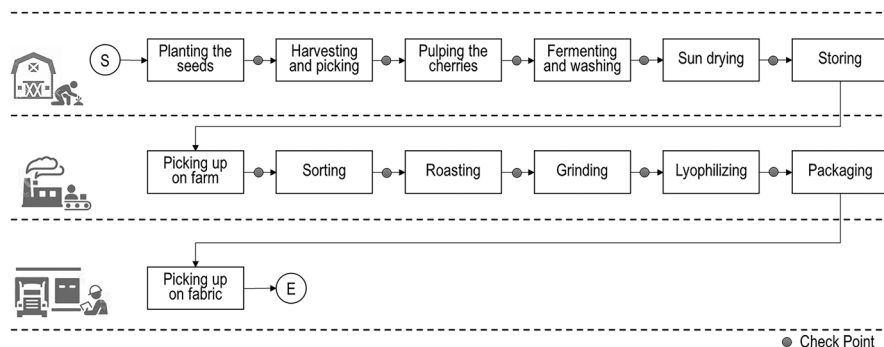 S
Planting the
seeds
Harvesting
and picking
Pulping the
cherries
Fermenting
and washing
Sun drying
Storing
Picking up
on farm
Sorting
Roasting
Grinding
Lyophilizing
Packaging
Picking up
on fabric
E
Check Point